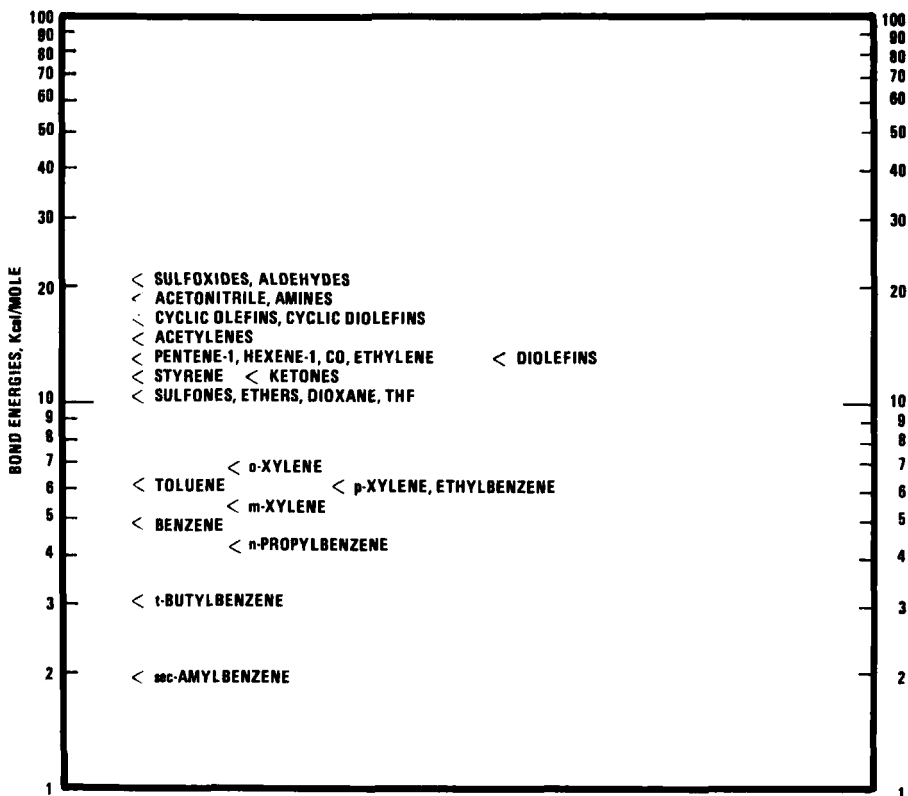 100 100
90 90
80 80
70 70
60 60
50 50
40 40
30 30
< SULFOXIDES, ALDEHYDES
20 20
< ACETONITRILE, AMINES
< CYCLIC OLEFINS, CYCLIC DIOLEFINS
< ACETYLENES
< PENTENE-1, HEXENE-1, CO, ETHYLENE < DIOLEFINS
< STYRENE < KETONES
< SULFONES, ETHERS, DIOXANE, THF
10 10
9 9
8 8
7 7
< o-XYLENE
6 6
< TOLUENE < p-XYLENE, ETHYLBENZENE
< m-XYLENE
5 5
< BENZENE
< n-PROPYLBENZENE
4 4
3 3
< t-BUTYLBENZENE
2 2
< sec-AMYLBENZENE
1 1
BOND ENERGIES, Kcal/MOLE